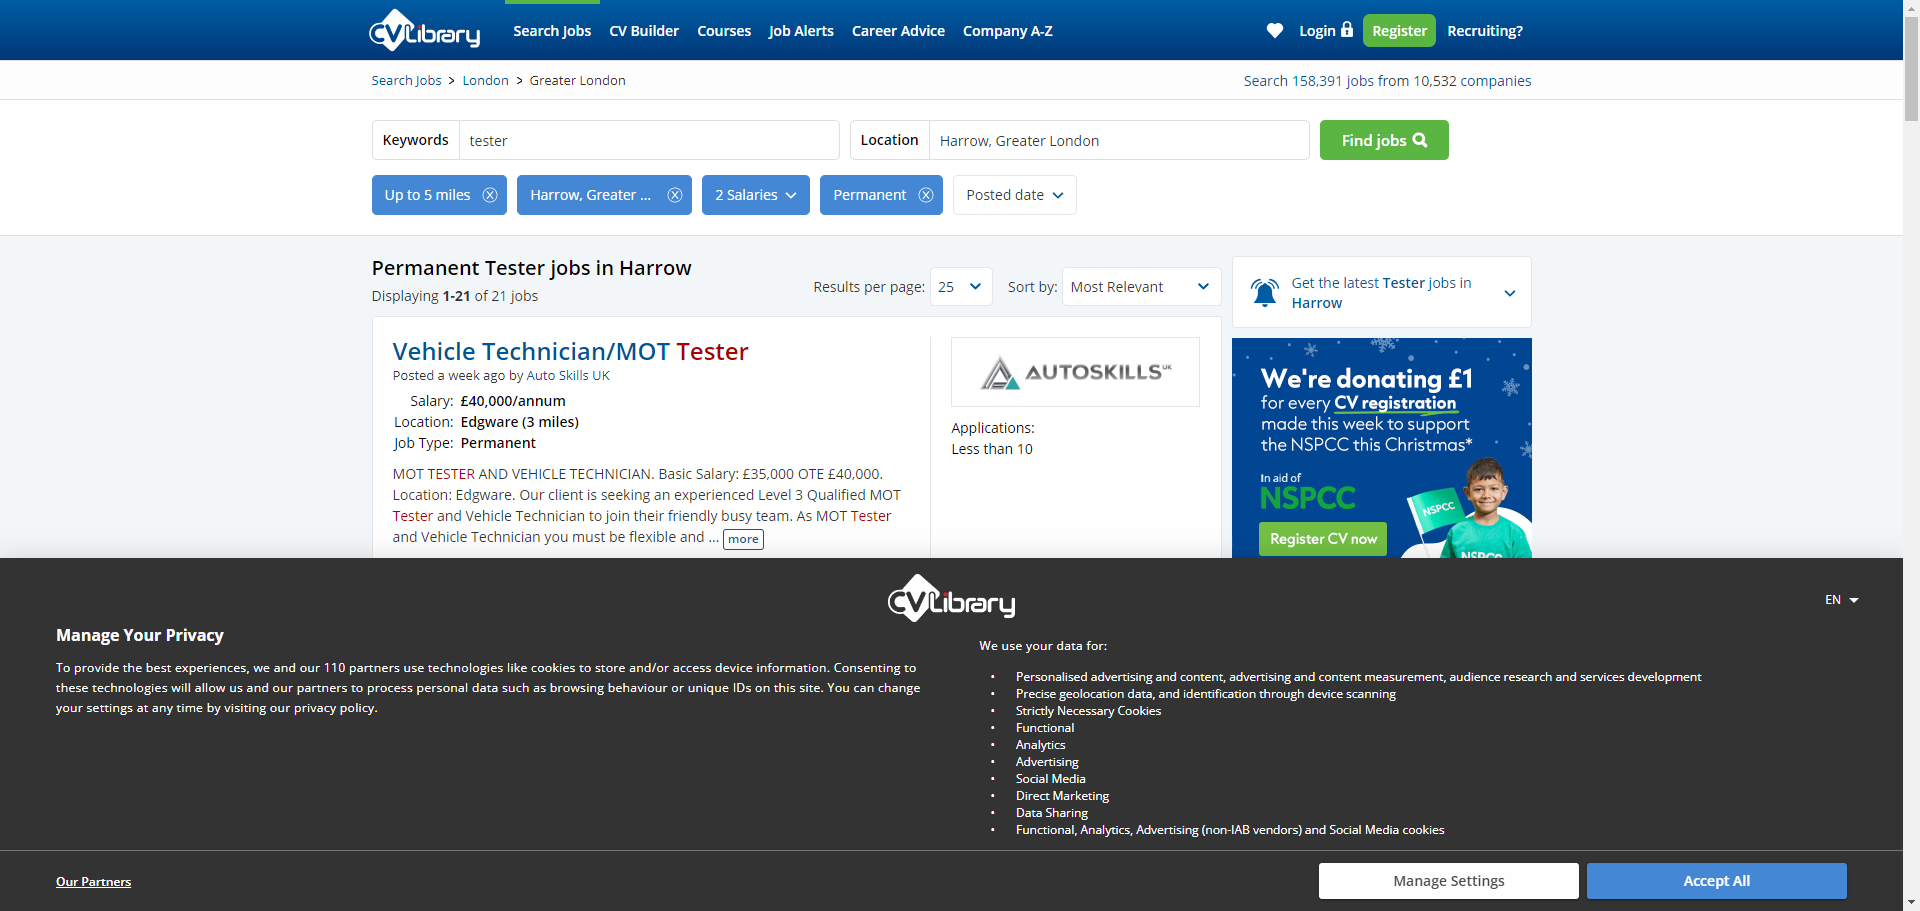 CVLibrary
Search Jobs
CV Builder
Courses
Job Alerts
Career Advice
Company A-Z
Login
Register
Recruiting?
Search Jobs > London > Greater London
Search 158,391 jobs from 10,532 companies
Keywords
tester
Location
Harrow, Greater London
Find jobs
Up to 5 miles
Harrow, Greater ...
2 Salaries
Permanent
Posted date
Permanent Tester jobs in Harrow
Displaying 1-21 of 21 jobs
Results per page: 25
Sort by: Most Relevant
Get the latest Tester jobs in
Harrow
Vehicle Technician/MOT Tester
Posted a week ago by Auto Skills UK
Salary: £40,000/annum
Location: Edgware (3 miles)
Job Type: Permanent
MOT TESTER AND VEHICLE TECHNICIAN. Basic Salary: £35,000 OTE £40,000.
Location: Edgware. Our client is seeking an experienced Level 3 Qualified MOT
Tester and Vehicle Technician to join their friendly busy team. As MOT Tester
and Vehicle Technician you must be flexible and ... more
AUTOSKILLS UK
Applications:
Less than 10
We're donating £1
for every CV registration
made this week to support
the NSPCC this Christmas*
In aid of
NSPCC
Register CV now
NSPCC
NSPCC
CVLibrary
EN
Manage Your Privacy
To provide the best experiences, we and our 110 partners use technologies like cookies to store and/or access device information. Consenting to
these technologies will allow us and our partners to process personal data such as browsing behaviour or unique IDs on this site. You can change
your settings at any time by visiting our privacy policy.
We use your data for:
• Personalised advertising and content, advertising and content measurement, audience research and services development
• Precise geolocation data, and identification through device scanning
• Strictly Necessary Cookies
• Functional
• Analytics
• Advertising
• Social Media
• Direct Marketing
• Data Sharing
• Functional, Analytics, Advertising (non-IAB vendors) and Social Media cookies
Our Partners
Manage Settings
Accept All